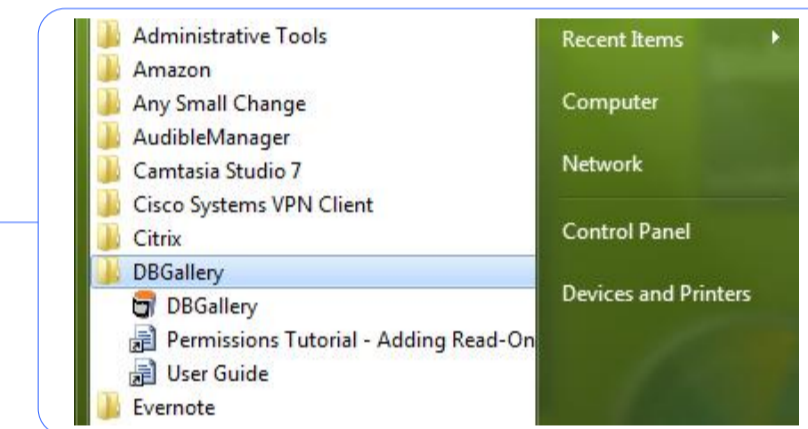 Administrative Tools
Amazon
Any Small Change
AudibleManager
Camtasia Studio 7
Cisco Systems VPN Client
Citrix
DBGallery
DBGallery
Permissions Tutorial - Adding Read-On
User Guide
Evernote
Recent Items
Computer
Network
Control Panel
Devices and Printers